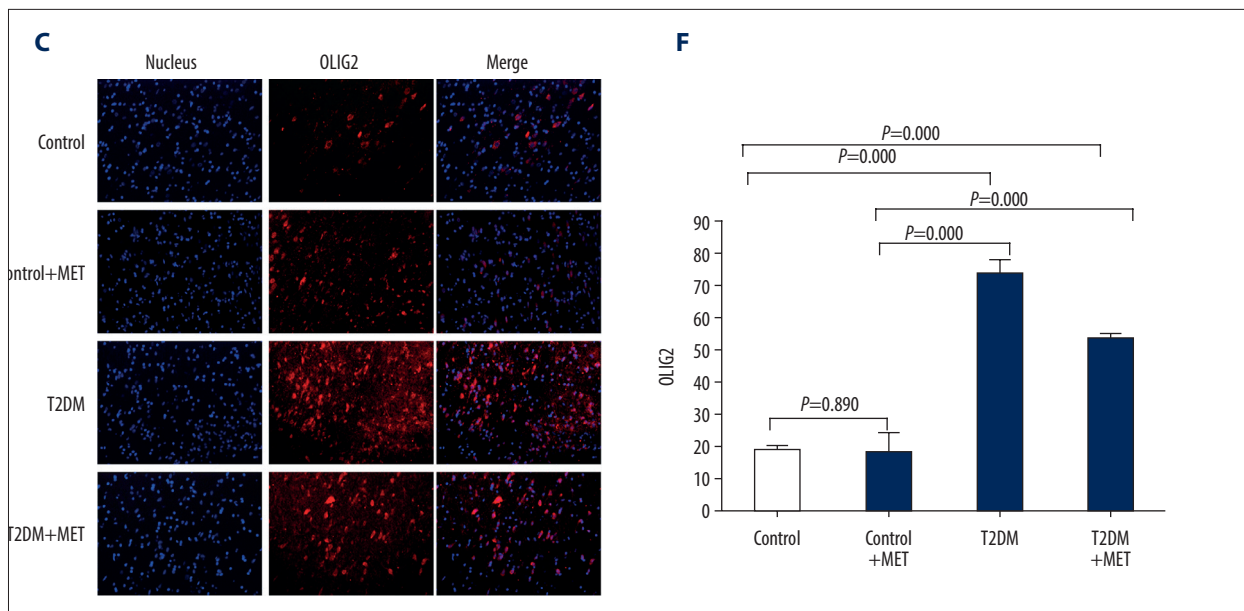 C
Nucleus OLIG2 Merge
Control
ontrol+MET
T2DM
T2DM+MET
F
P=0.000
P=0.000
P=0.000
P=0.000
P=0.890
OLIG2
90
80
70
60
50
40
30
20
10
0
Control Control T2DM T2DM
+MET +MET